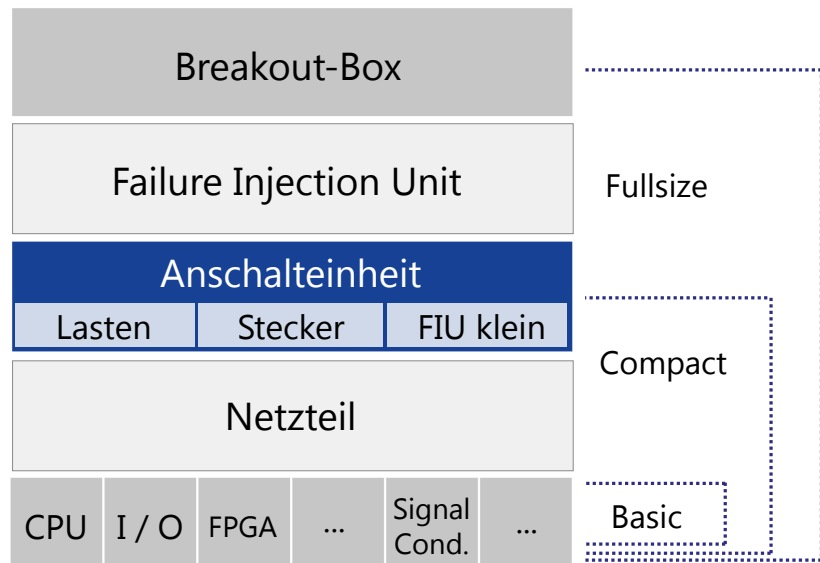 Breakout-Box
Failure Injection Unit
Fullsize
Anschalteinheit
Lasten
Stecker
FIU klein
Compact
Netzteil
CPU
I / O
FPGA
...
Signal
Cond.
...
Basic